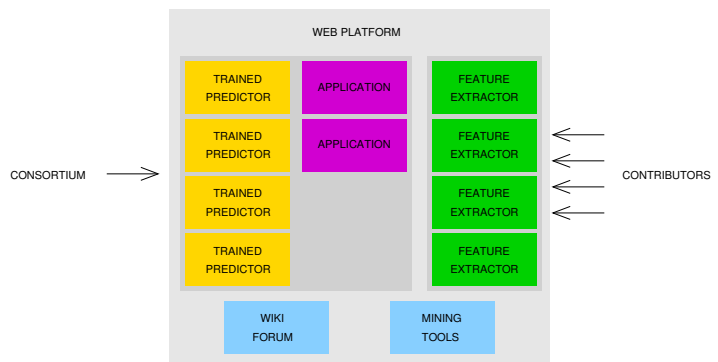 WEB PLATFORM
TRAINED
PREDICTOR
APPLICATION
FEATURE
EXTRACTOR
TRAINED
PREDICTOR
APPLICATION
FEATURE
EXTRACTOR
CONSORTIUM
CONTRIBUTORS
TRAINED
PREDICTOR
FEATURE
EXTRACTOR
TRAINED
PREDICTOR
FEATURE
EXTRACTOR
WIKI
FORUM
MINING
TOOLS